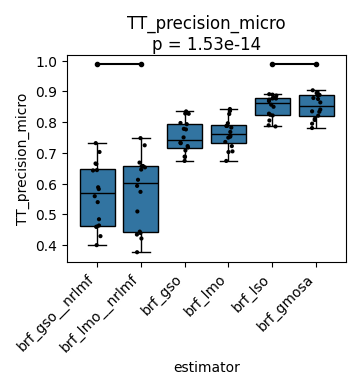 TT_precision_micro
p = 1.53e-14
TT_precision_micro
1.0
0.9
0.8
0.7
0.6
0.5
0.4
brf_gso__nrlmf
brf_lmo__nrlmf
brf_gso
brf_lmo
brf_lso
brf_gmosa
estimator